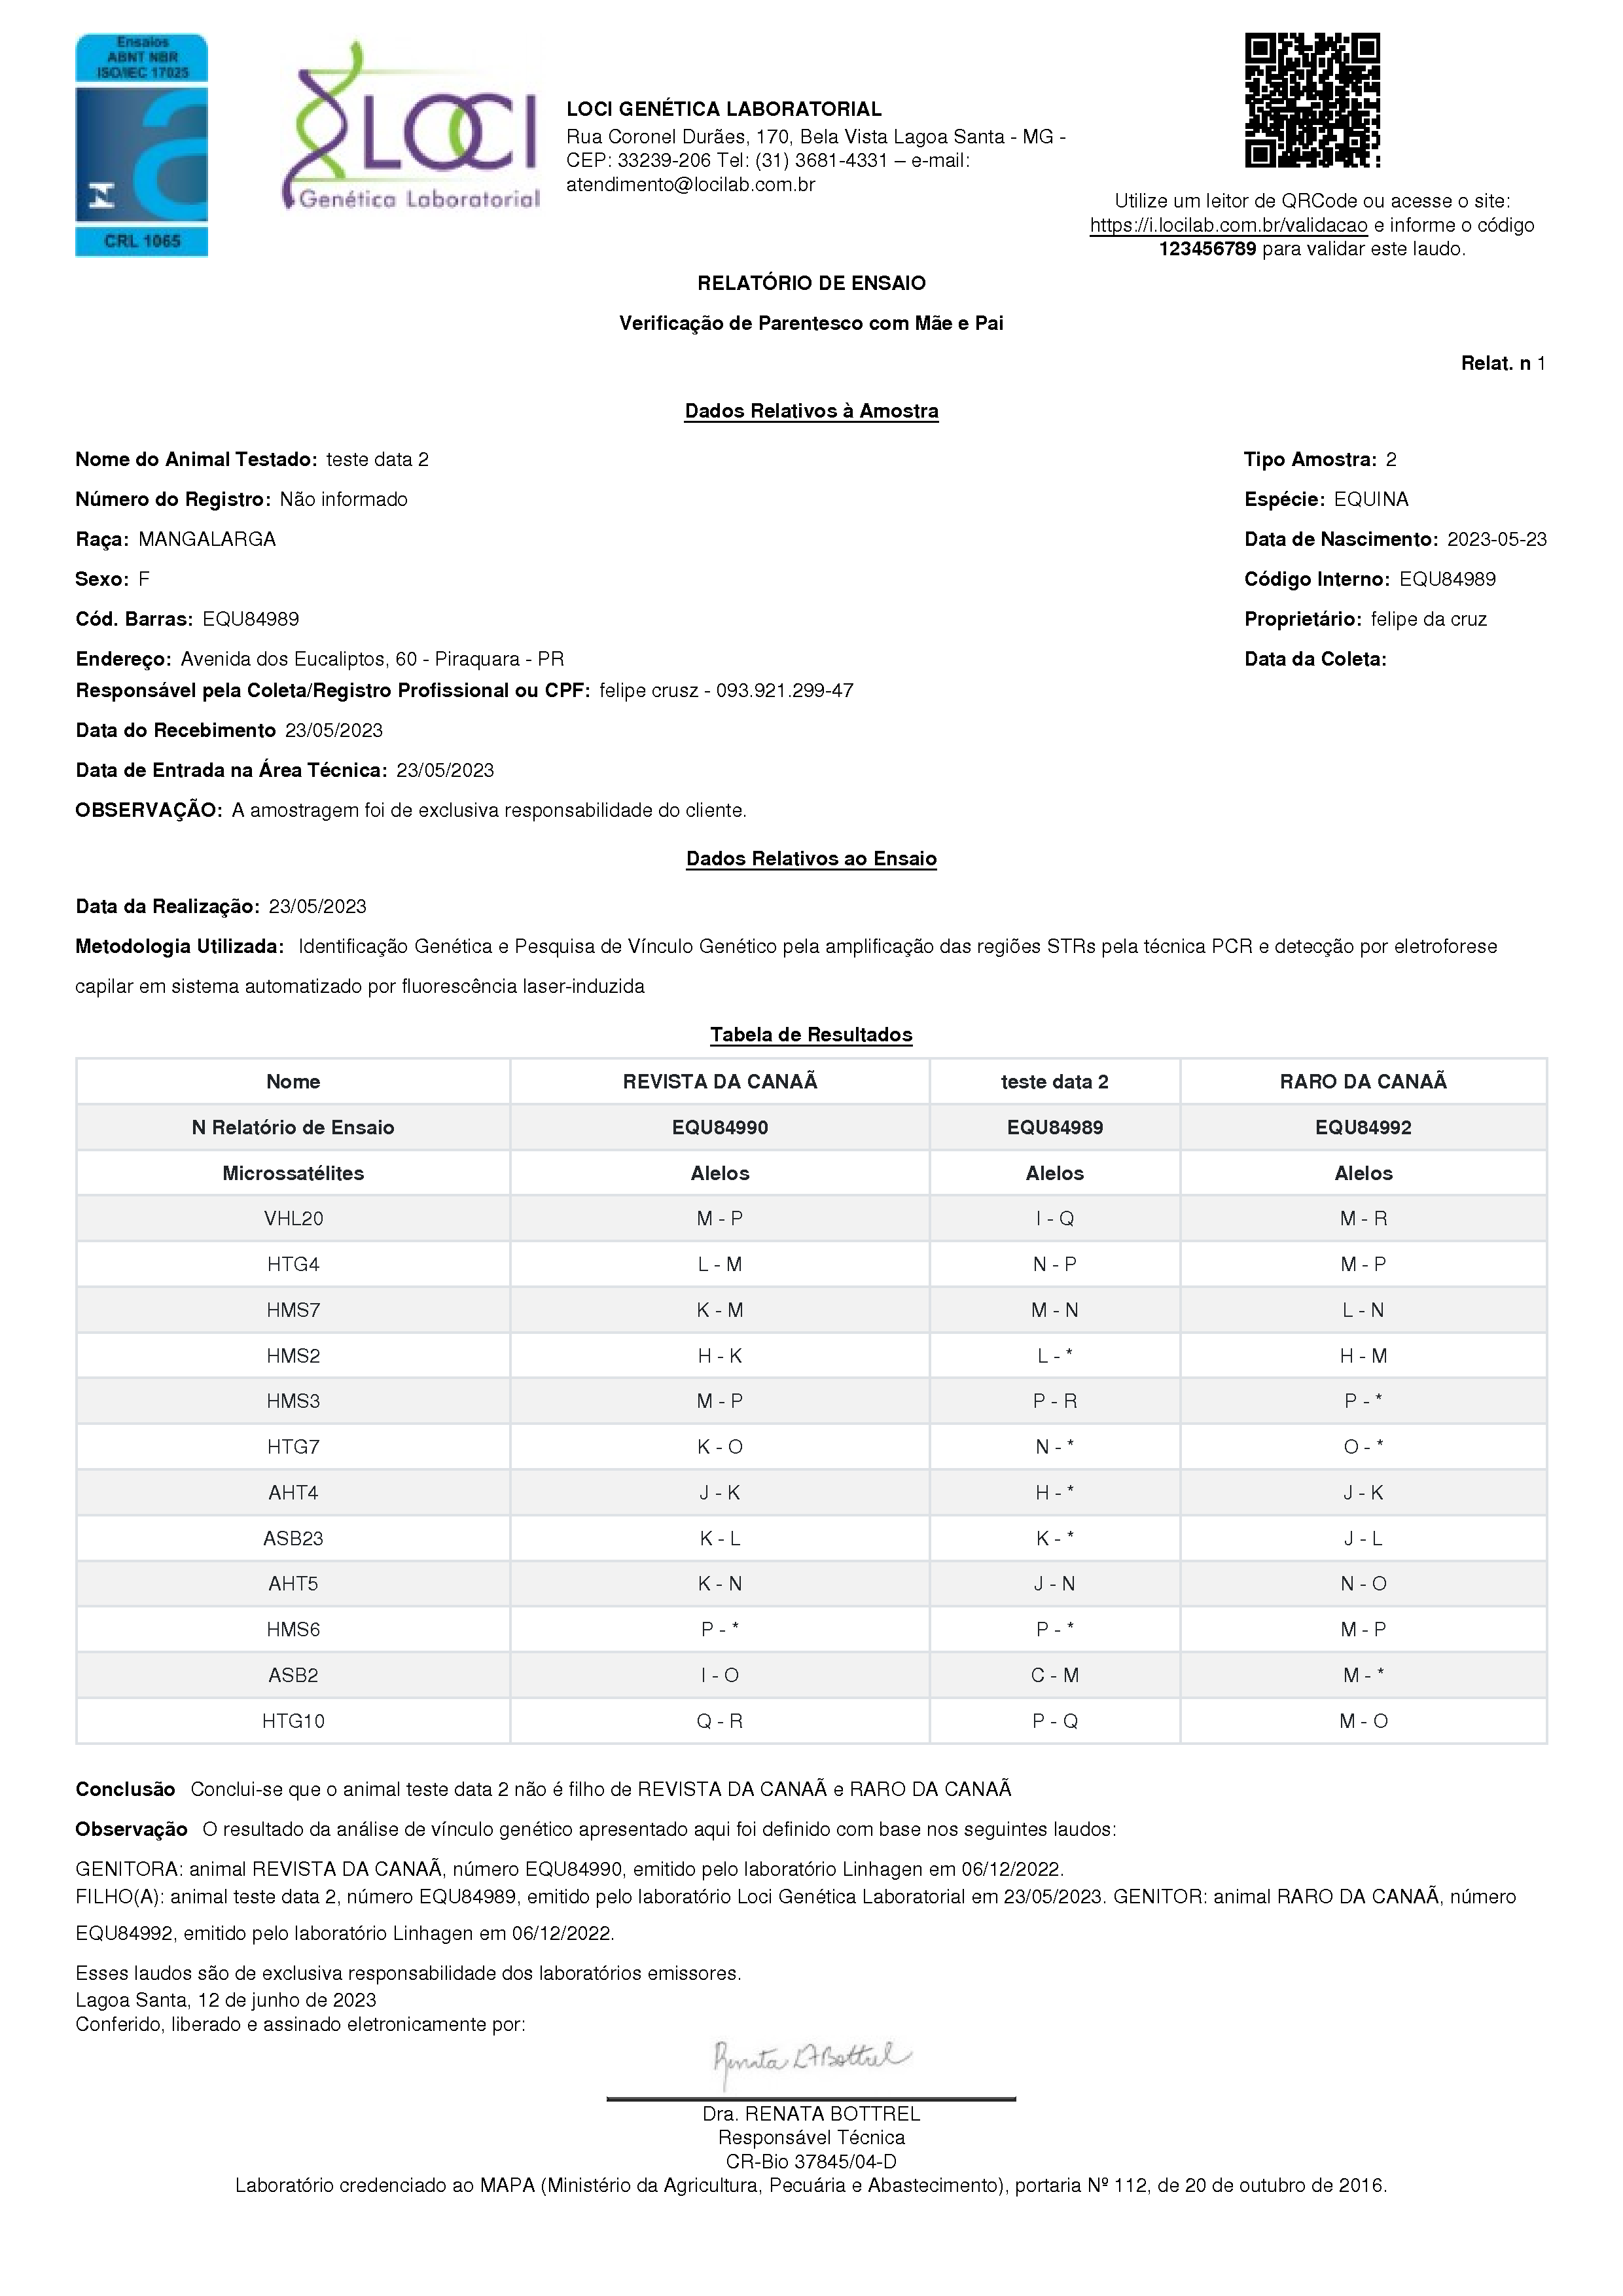 Ensaios
ABNT NBR
ISO/IEC 17025
CRL 1065
LOCI
Genética Laboratorial
LOCI GENÉTICA LABORATORIAL
Rua Coronel Durães, 170, Bela Vista Lagoa Santa - MG -
CEP: 33239-206 Tel: (31) 3681-4331 – e-mail:
atendimento@locilab.com.br
Utilize um leitor de QRCode ou acesse o site:
https://i.locilab.com.br/validacao e informe o código
123456789 para validar este laudo.
RELATÓRIO DE ENSAIO
Verificação de Parentesco com Mãe e Pai
Relat. n 1
Dados Relativos à Amostra
Nome do Animal Testado: teste data 2 Tipo Amostra: 2
Número do Registro: Não informado Espécie: EQUINA
Raça: MANGALARGA Data de Nascimento: 2023-05-23
Sexo: F Código Interno: EQU84989
Cód. Barras: EQU84989 Proprietário: felipe da cruz
Endereço: Avenida dos Eucaliptos, 60 - Piraquara - PR Data da Coleta:
Responsável pela Coleta/Registro Profissional ou CPF: felipe crusz - 093.921.299-47
Data do Recebimento 23/05/2023
Data de Entrada na Área Técnica: 23/05/2023
OBSERVAÇÃO: A amostragem foi de exclusiva responsabilidade do cliente.
Dados Relativos ao Ensaio
Data da Realização: 23/05/2023
Metodologia Utilizada: Identificação Genética e Pesquisa de Vínculo Genético pela amplificação das regiões STRs pela técnica PCR e detecção por eletroforese
capilar em sistema automatizado por fluorescência laser-induzida
Tabela de Resultados
Nome REVISTA DA CANAÃ teste data 2 RARO DA CANAÃ
N Relatório de Ensaio EQU84990 EQU84989 EQU84992
Microssatélites Alelos Alelos Alelos
VHL20 M - P I - Q M - R
HTG4 L - M N - P M - P
HMS7 K - M M - N L - N
HMS2 H - K L - * H - M
HMS3 M - P P - R P - *
HTG7 K - O N - * O - *
AHT4 J - K H - * J - K
ASB23 K - L K - * J - L
AHT5 K - N J - N N - O
HMS6 P - * P - * M - P
ASB2 I - O C - M M - *
HTG10 Q - R P - Q M - O
Conclusão Conclui-se que o animal teste data 2 não é filho de REVISTA DA CANAÃ e RARO DA CANAÃ
Observação O resultado da análise de vínculo genético apresentado aqui foi definido com base nos seguintes laudos:
GENITORA: animal REVISTA DA CANAÃ, número EQU84990, emitido pelo laboratório Linhagen em 06/12/2022.
FILHO(A): animal teste data 2, número EQU84989, emitido pelo laboratório Loci Genética Laboratorial em 23/05/2023. GENITOR: animal RARO DA CANAÃ, número
EQU84992, emitido pelo laboratório Linhagen em 06/12/2022.
Esses laudos são de exclusiva responsabilidade dos laboratórios emissores.
Lagoa Santa, 12 de junho de 2023
Conferido, liberado e assinado eletronicamente por:
Renata Bottrel
Dra. RENATA BOTTREL
Responsável Técnica
CR-Bio 37845/04-D
Laboratório credenciado ao MAPA (Ministério da Agricultura, Pecuária e Abastecimento), portaria Nº 112, de 20 de outubro de 2016.